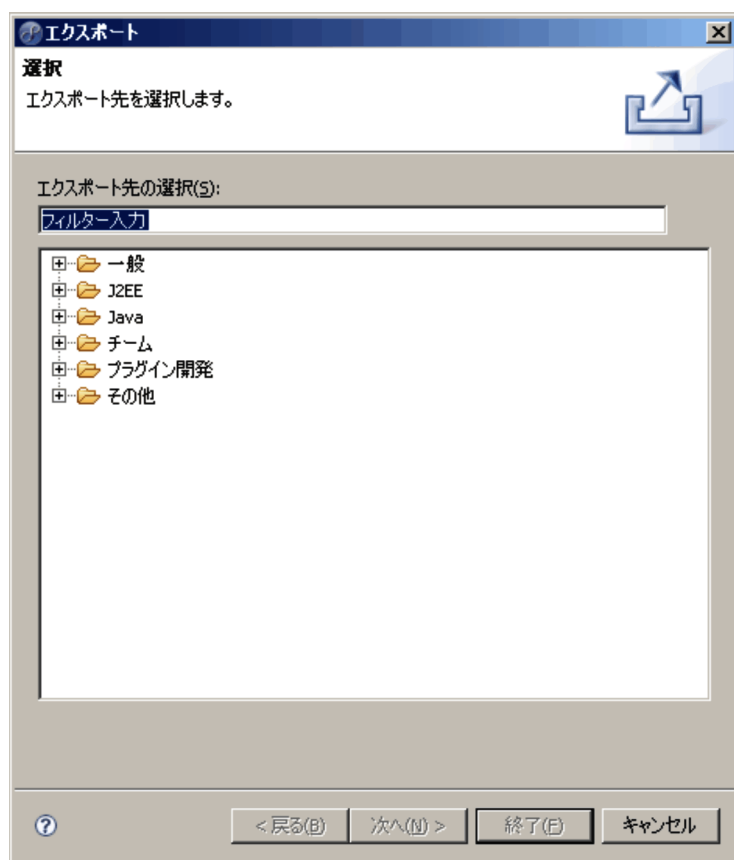 エクスポート
選択
エクスポート先を選択します。
エクスポート先の選択(S):
フィルター入力
一般
J2EE
Java
チーム
プラグイン開発
その他
< 戻る(B) 次へ(N) > 終了(F) キャンセル